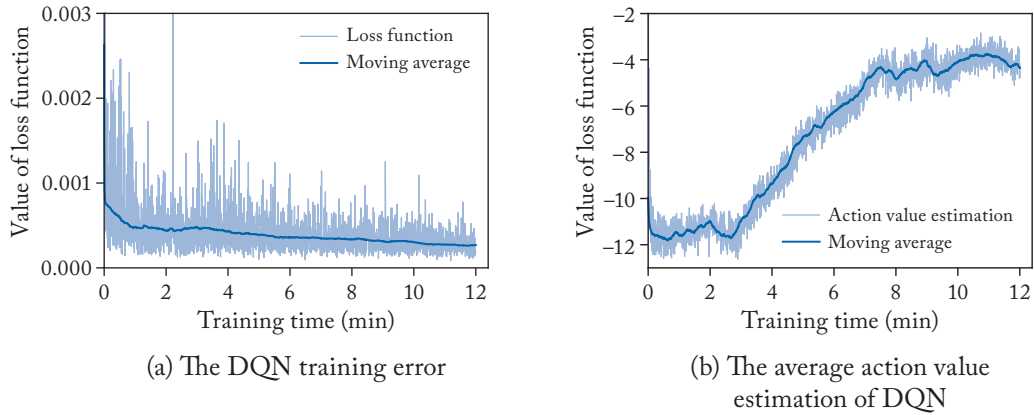 0.003
0.002
0.001
0.000
Value of loss function
Loss function
Moving average
0 2 4 6 8 10 12
Training time (min)
(a) The DQN training error
−2
−4
−6
−8
−10
−12
Value of loss function
Action value estimation
Moving average
0 2 4 6 8 10 12
Training time (min)
(b) The average action value
estimation of DQN